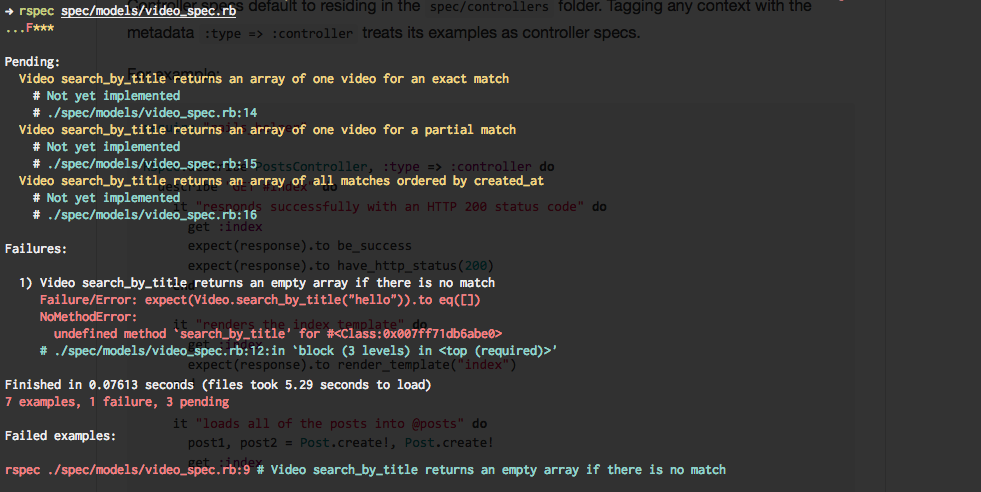 ➜ rspec spec/models/video_spec.rb
...F***
Controller specs default to residing in the spec/controllers folder. Tagging any context with the
metadata :type => :controller treats its examples as controller specs.
For example:
Pending:
  Video search_by_title returns an array of one video for an exact match
    # Not yet implemented
    # ./spec/models/video_spec.rb:14
  Video search_by_title returns an array of one video for a partial match
    # Not yet implemented
    # ./spec/models/video_spec.rb:15
  Video search_by_title returns an array of all matches ordered by created_at
    # Not yet implemented
    # ./spec/models/video_spec.rb:16
PostsController, :type => :controller do
describe "GET #index" do
it "responds successfully with an HTTP 200 status code" do
get :index
expect(response).to be_success
expect(response).to have_http_status(200)
end
Failures:
  1) Video search_by_title returns an empty array if there is no match
     Failure/Error: expect(Video.search_by_title("hello")).to eq([])
     NoMethodError:
       undefined method `search_by_title' for #<Class:0x007ff71db6abe0>
     # ./spec/models/video_spec.rb:12:in `block (3 levels) in <top (required)>'
it "renders the index template" do
get :index
expect(response).to render_template("index")
Finished in 0.07613 seconds (files took 5.29 seconds to load)
7 examples, 1 failure, 3 pending
it "loads all of the posts into @posts" do
post1, post2 = Post.create!, Post.create!
get :index
Failed examples:
rspec ./spec/models/video_spec.rb:9 # Video search_by_title returns an empty array if there is no match